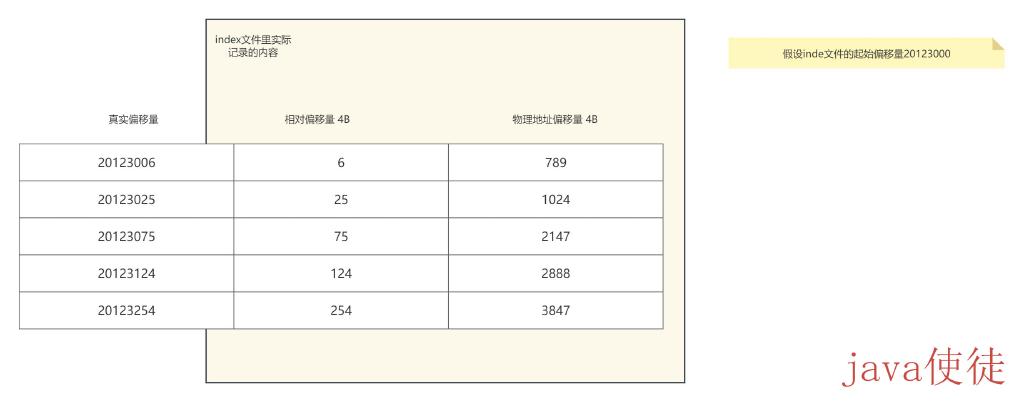 index文件里实际
记录的内容
假设inde文件的起始偏移量20123000
真实偏移量 相对偏移量 4B 物理地址偏移量 4B
20123006 6 789
20123025 25 1024
20123075 75 2147
20123124 124 2888
20123254 254 3847
java使徒